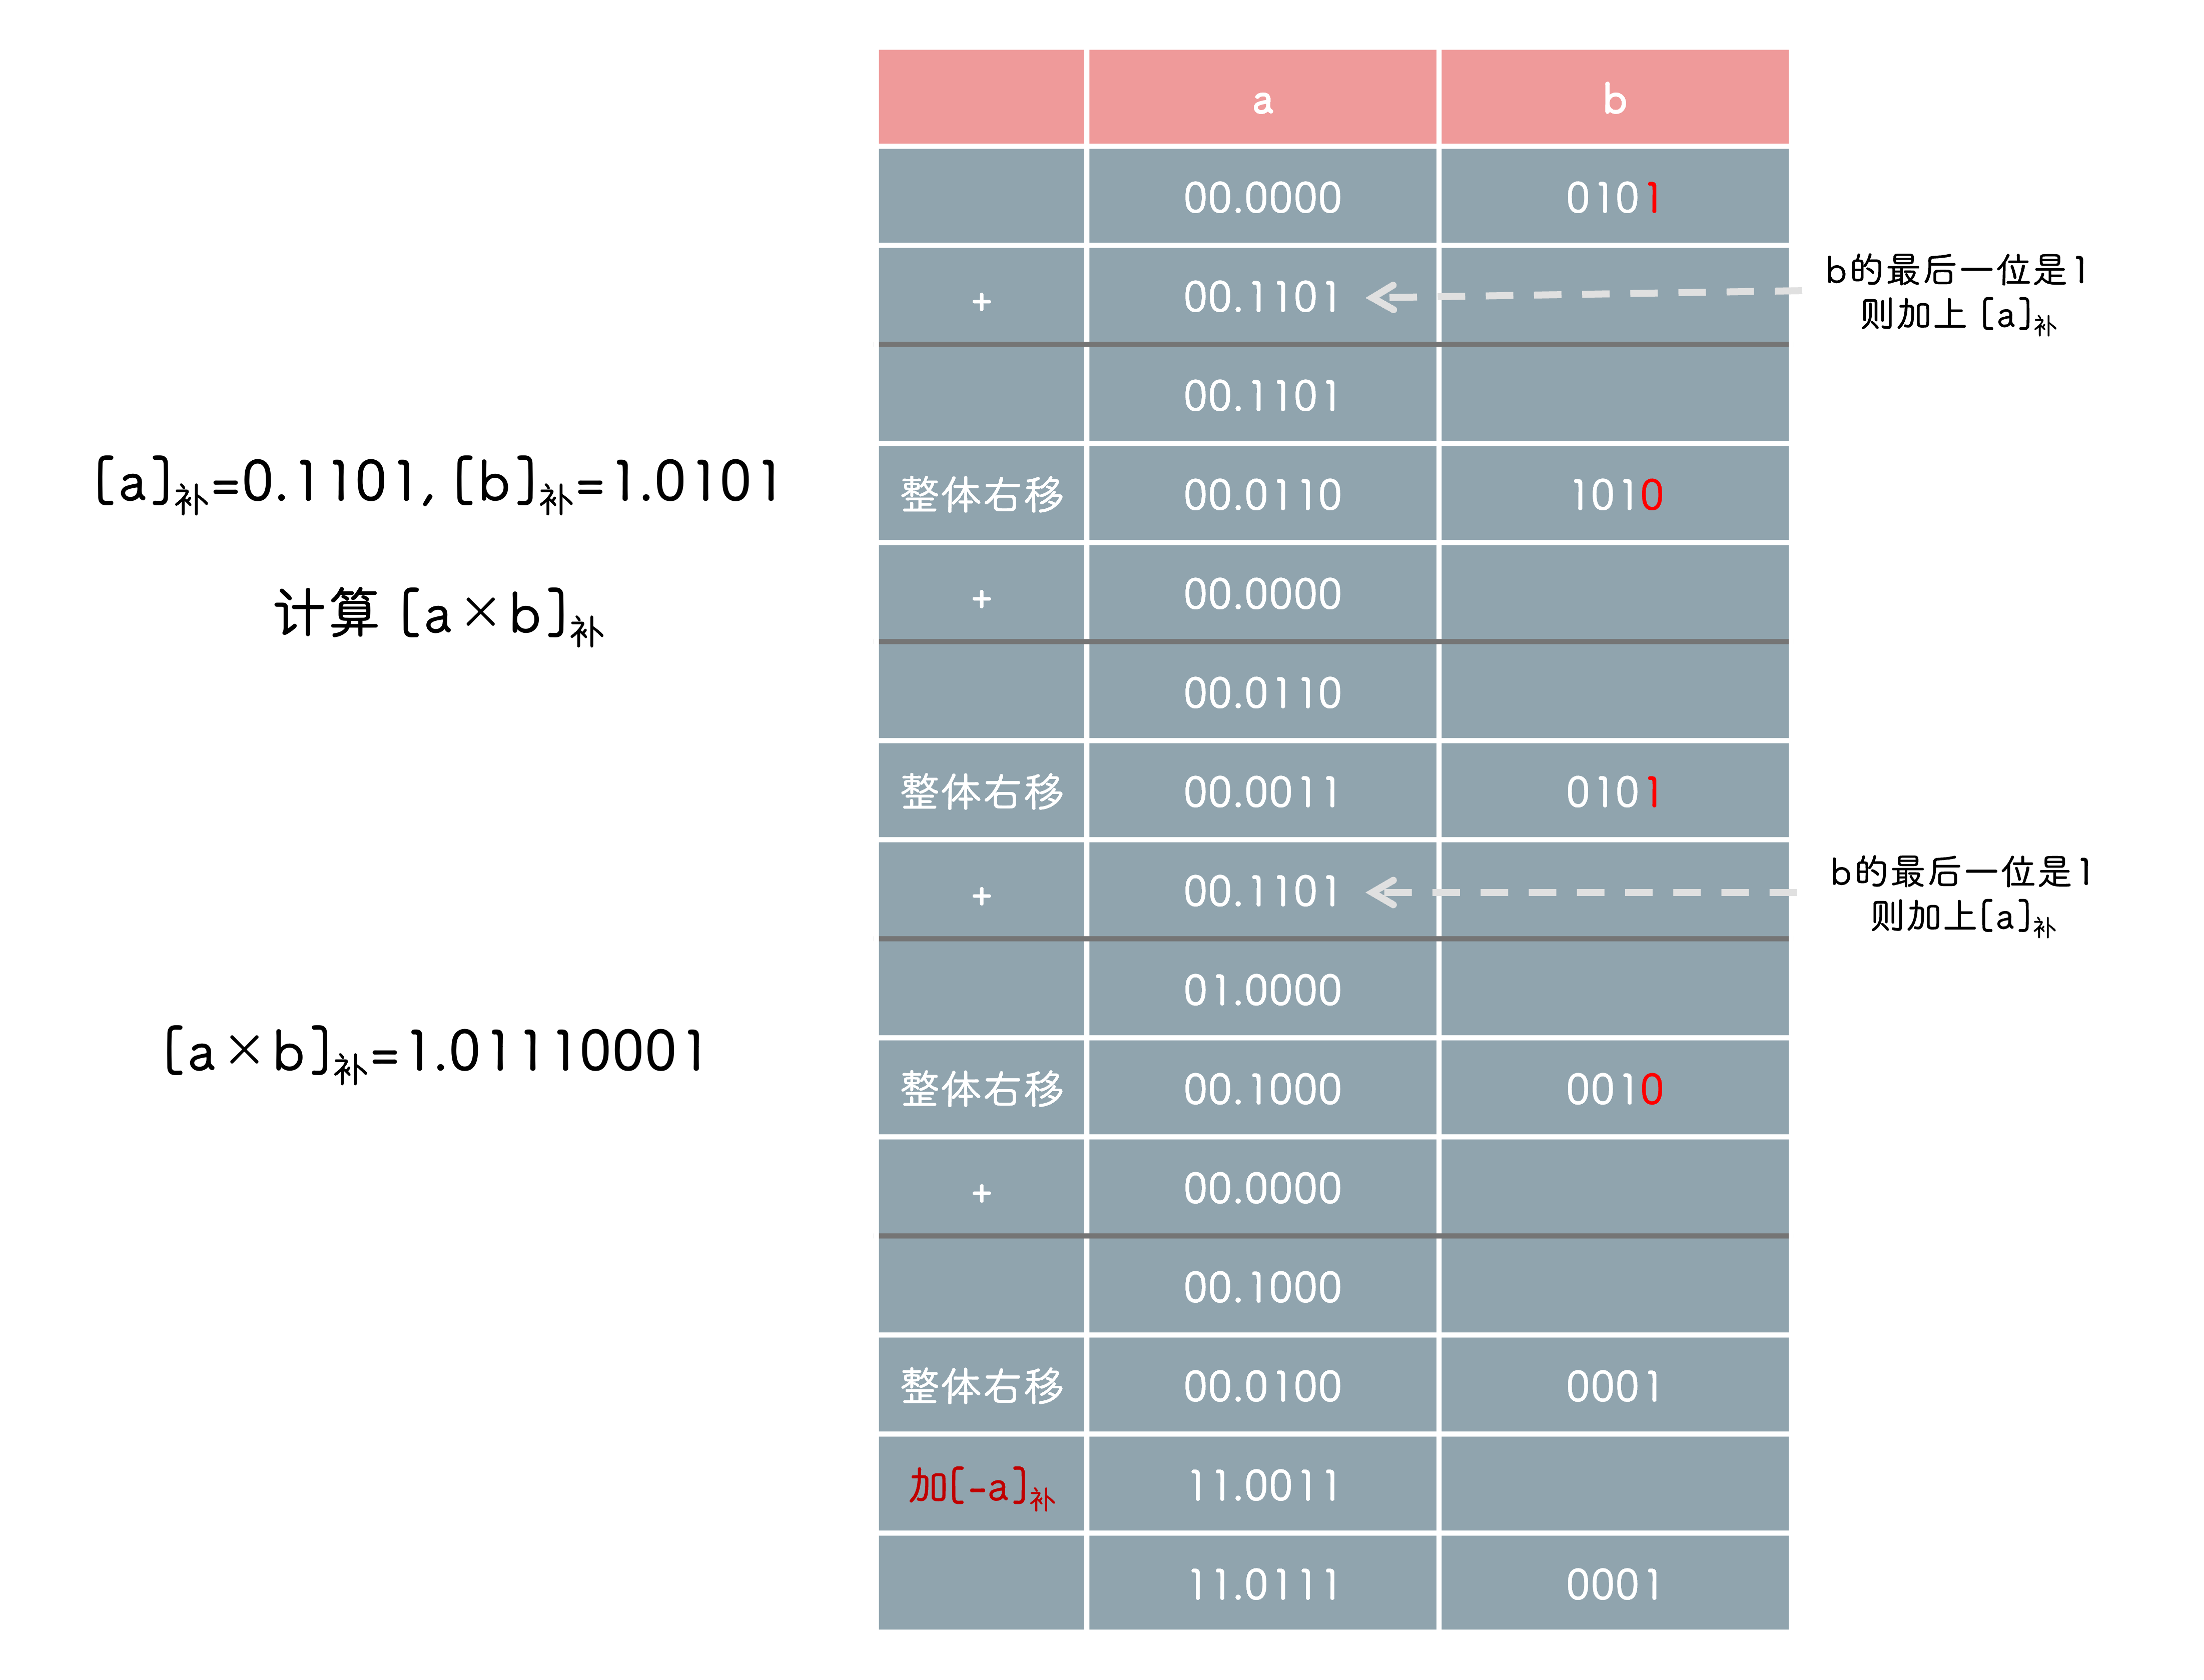 [a]补=0.1101, [b]补=1.0101
计算 [a×b]补
[a×b]补=1.01110001
a b
00.0000 0101
+ 00.1101
b的最后一位是1
则加上 [a]补
00.1101
整体右移 00.0110 1010
+ 00.0000
00.0110
整体右移 00.0011 0101
+ 00.1101
b的最后一位是1
则加上[a]补
01.0000
整体右移 00.1000 0010
+ 00.0000
00.1000
整体右移 00.0100 0001
加[-a]补 11.0011
11.0111 0001